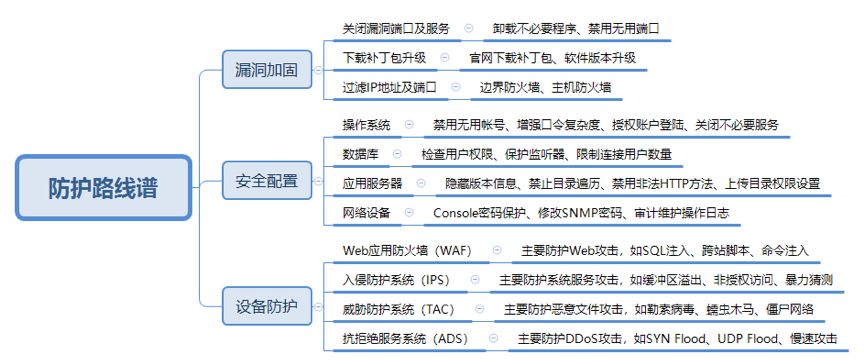 防护路线谱
漏洞加固
关闭漏洞端口及服务 卸载不必要程序、禁用无用端口
下载补丁包升级 官网下载补丁包、软件版本升级
过滤IP地址及端口 边界防火墙、主机防火墙
安全配置
操作系统 禁用无用帐号、增强口令复杂度、授权账户登陆、关闭不必要服务
数据库 检查用户权限、保护监听器、限制连接用户数量
应用服务器 隐藏版本信息、禁止目录遍历、禁用非法HTTP方法、上传目录权限设置
网络设备 Console密码保护、修改SNMP密码、审计维护操作日志
设备防护
Web应用防火墙（WAF） 主要防护Web攻击，如SQL注入、跨站脚本、命令注入
入侵防护系统（IPS） 主要防护系统服务攻击，如缓冲区溢出、非授权访问、暴力猜测
威胁防护系统（TAC） 主要防护恶意文件攻击，如勒索病毒、蠕虫木马、僵尸网络
抗拒绝服务系统（ADS） 主要防护DDoS攻击，如SYN Flood、UDP Flood、慢速攻击